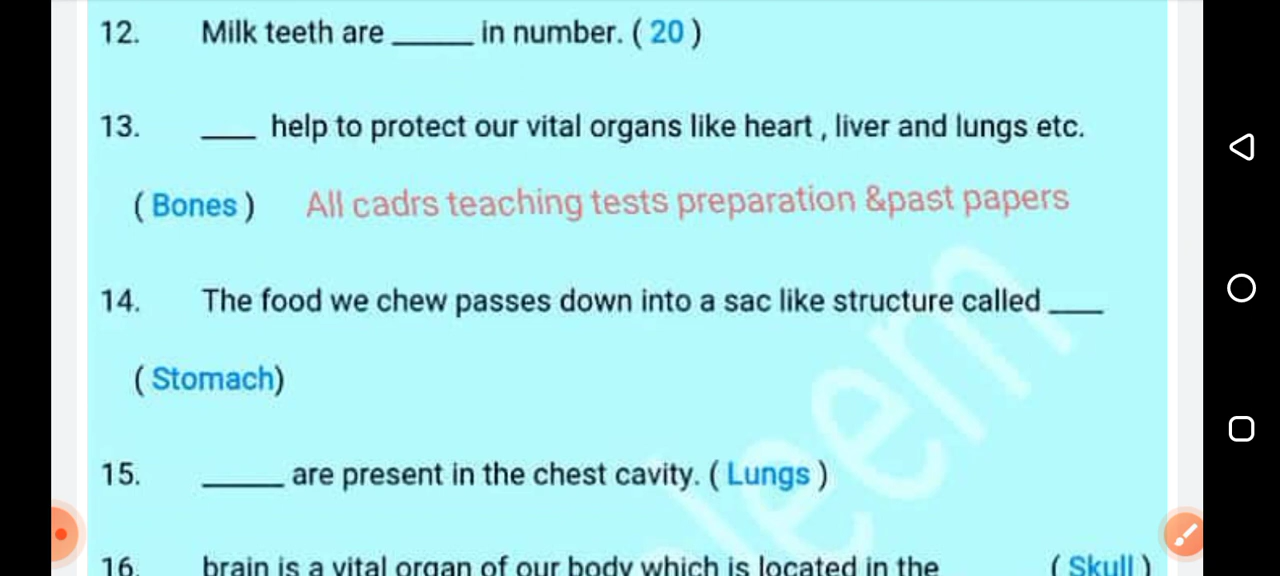 12. Milk teeth are _____ in number. ( 20 )
13. ____ help to protect our vital organs like heart , liver and lungs etc.
( Bones ) All cadrs teaching tests preparation &past papers
14. The food we chew passes down into a sac like structure called ____
( Stomach)
15. _____ are present in the chest cavity. ( Lungs )
16. brain is a vital organ of our body which is located in the ( Skull )